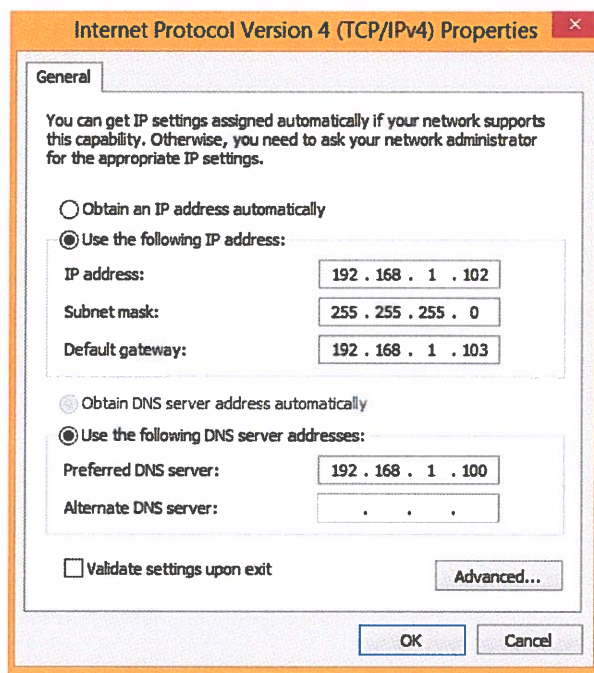 Internet Protocol Version 4 (TCP/IPv4) Properties
General
You can get IP settings assigned automatically if your network supports
this capability. Otherwise, you need to ask your network administrator
for the appropriate IP settings.
Obtain an IP address automatically
Use the following IP address:
IP address: 192 . 168 . 1 . 102
Subnet mask: 255 . 255 . 255 . 0
Default gateway: 192 . 168 . 1 . 103
Obtain DNS server address automatically
Use the following DNS server addresses:
Preferred DNS server: 192 . 168 . 1 . 100
Alternate DNS server: . . .
Validate settings upon exit
Advanced...
OK Cancel